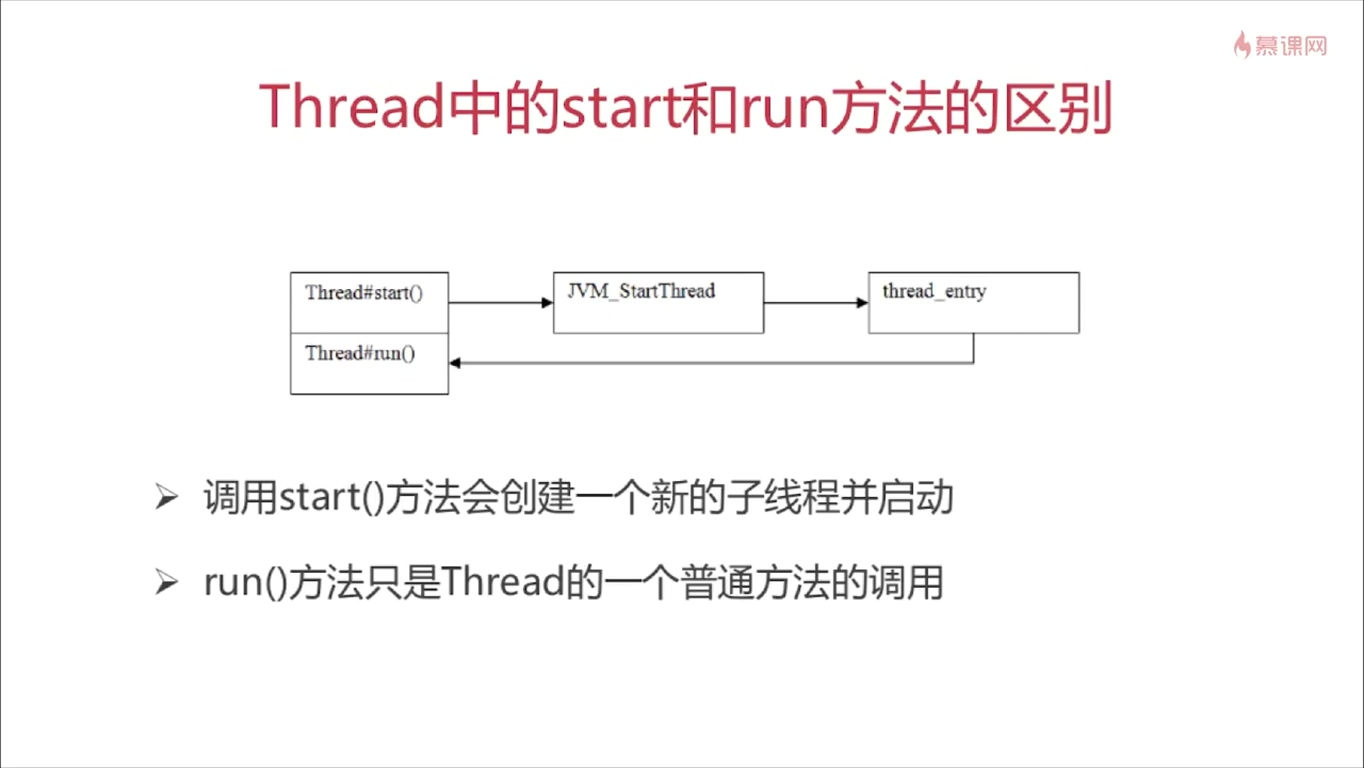 慕课网
Thread中的start和run方法的区别
Thread#start()
JVM_StartThread
thread_entry
Thread#run()
调用start()方法会创建一个新的子线程并启动
run()方法只是Thread的一个普通方法的调用